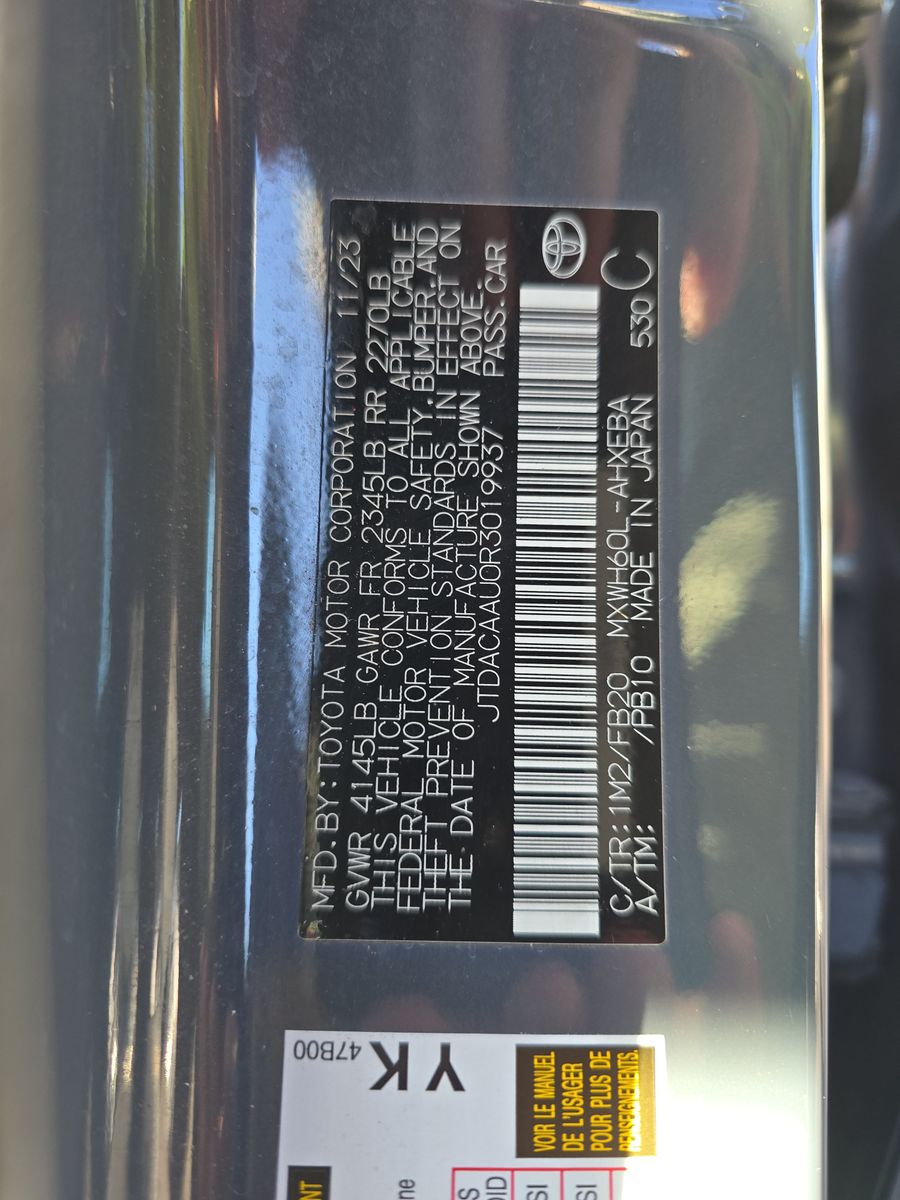 MFD. BY: TOYOTA MOTOR CORPORATION 11/23
GVWR 4145LB GAWR FR 2345LB RR 2270LB
THIS VEHICLE CONFORMS TO ALL APPLICABLE
FEDERAL MOTOR VEHICLE SAFETY, BUMPER, AND
THEFT PREVENTION STANDARDS IN EFFECT ON
THE DATE OF MANUFACTURE SHOWN ABOVE.
JTDACAAU0R3019937 PASS. CAR
C/TR: 1M2/FB20 MXWH60L-AHXEBA
A/TM: /PB10 MADE IN JAPAN 530 C
47B00
YK
VOIR LE MANUEL
DE L'USAGER
POUR PLUS DE
RENSEIGNEMENTS.